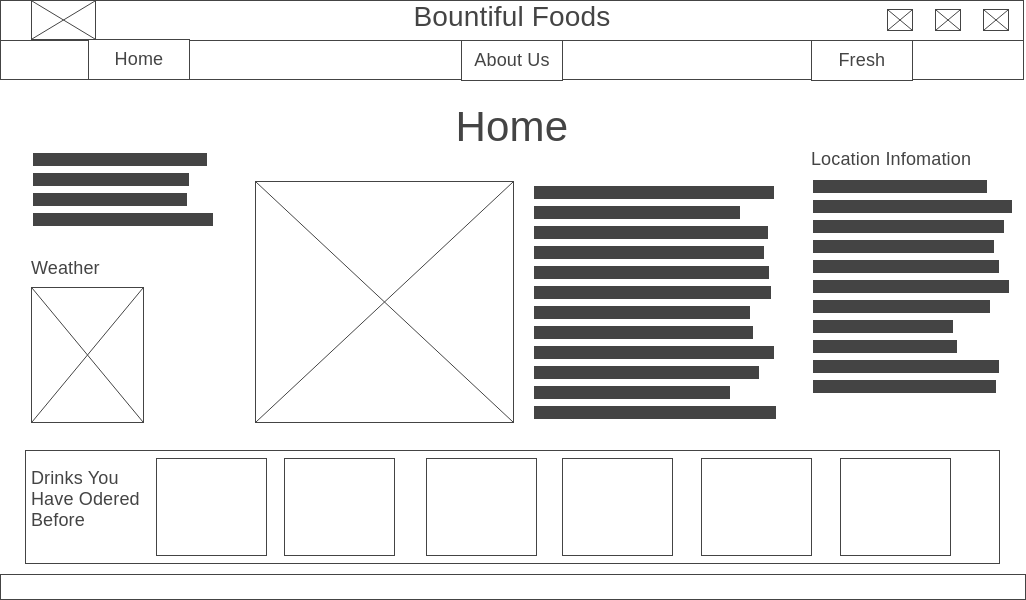 Bountiful Foods
Home
About Us
Fresh
Home
Location Infomation
Weather
Drinks You
Have Odered
Before